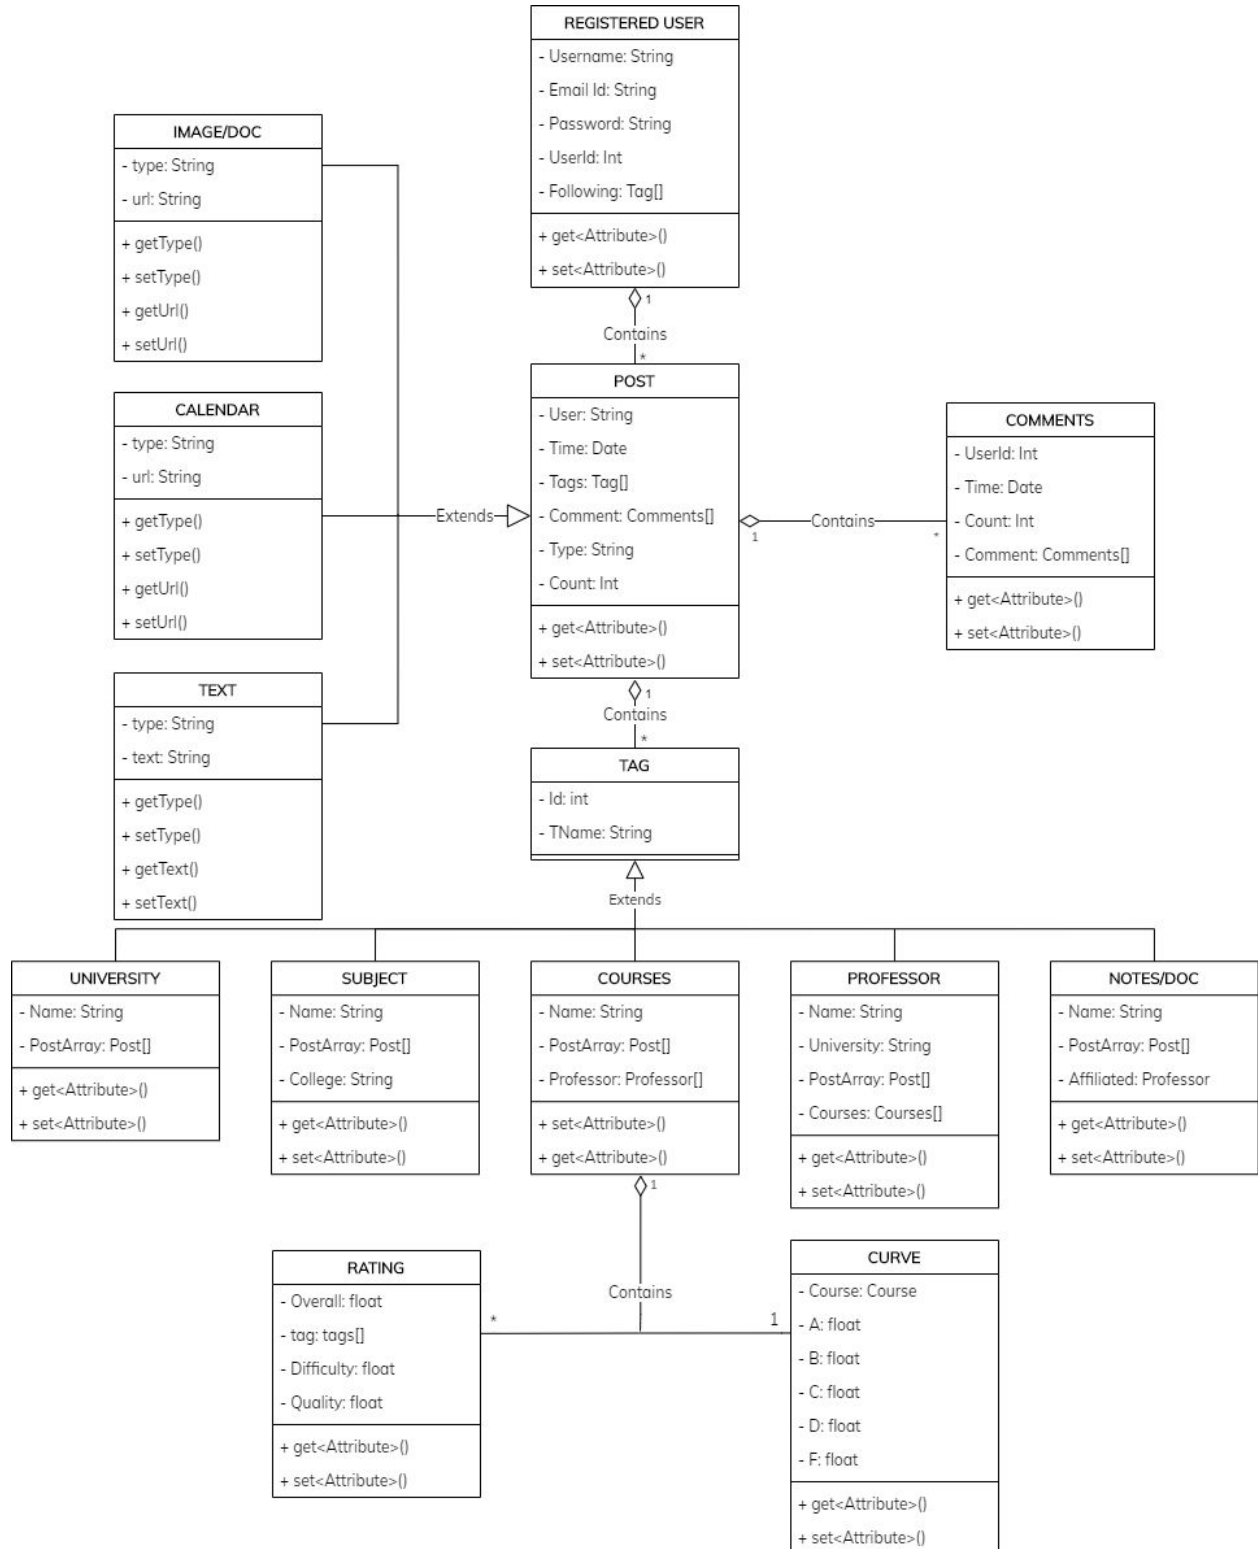 REGISTERED USER
- Username: String
- Email Id: String
- Password: String
- UserId: Int
- Following: Tag[]
+ get<Attribute>()
+ set<Attribute>()
1
Contains
*
IMAGE/DOC
- type: String
- url: String
+ getType()
+ setType()
+ getUrl()
+ setUrl()
CALENDAR
- type: String
- url: String
+ getType()
+ setType()
+ getUrl()
+ setUrl()
TEXT
- type: String
- text: String
+ getType()
+ setType()
+ getText()
+ setText()
Extends
POST
- User: String
- Time: Date
- Tags: Tag[]
- Comment: Comments[]
- Type: String
- Count: Int
+ get<Attribute>()
+ set<Attribute>()
1
Contains
*
COMMENTS
- UserId: Int
- Time: Date
- Count: Int
- Comment: Comments[]
+ get<Attribute>()
+ set<Attribute>()
1
Contains
*
TAG
- Id: int
- TName: String
Extends
UNIVERSITY
- Name: String
- PostArray: Post[]
+ get<Attribute>()
+ set<Attribute>()
SUBJECT
- Name: String
- PostArray: Post[]
- College: String
+ get<Attribute>()
+ set<Attribute>()
COURSES
- Name: String
- PostArray: Post[]
- Professor: Professor[]
+ set<Attribute>()
+ get<Attribute>()
PROFESSOR
- Name: String
- University: String
- PostArray: Post[]
- Courses: Courses[]
+ get<Attribute>()
+ set<Attribute>()
NOTES/DOC
- Name: String
- PostArray: Post[]
- Affiliated: Professor
+ get<Attribute>()
+ set<Attribute>()
1
Contains
*
1
RATING
- Overall: float
- tag: tags[]
- Difficulty: float
- Quality: float
+ get<Attribute>()
+ set<Attribute>()
CURVE
- Course: Course
- A: float
- B: float
- C: float
- D: float
- F: float
+ get<Attribute>()
+ set<Attribute>()